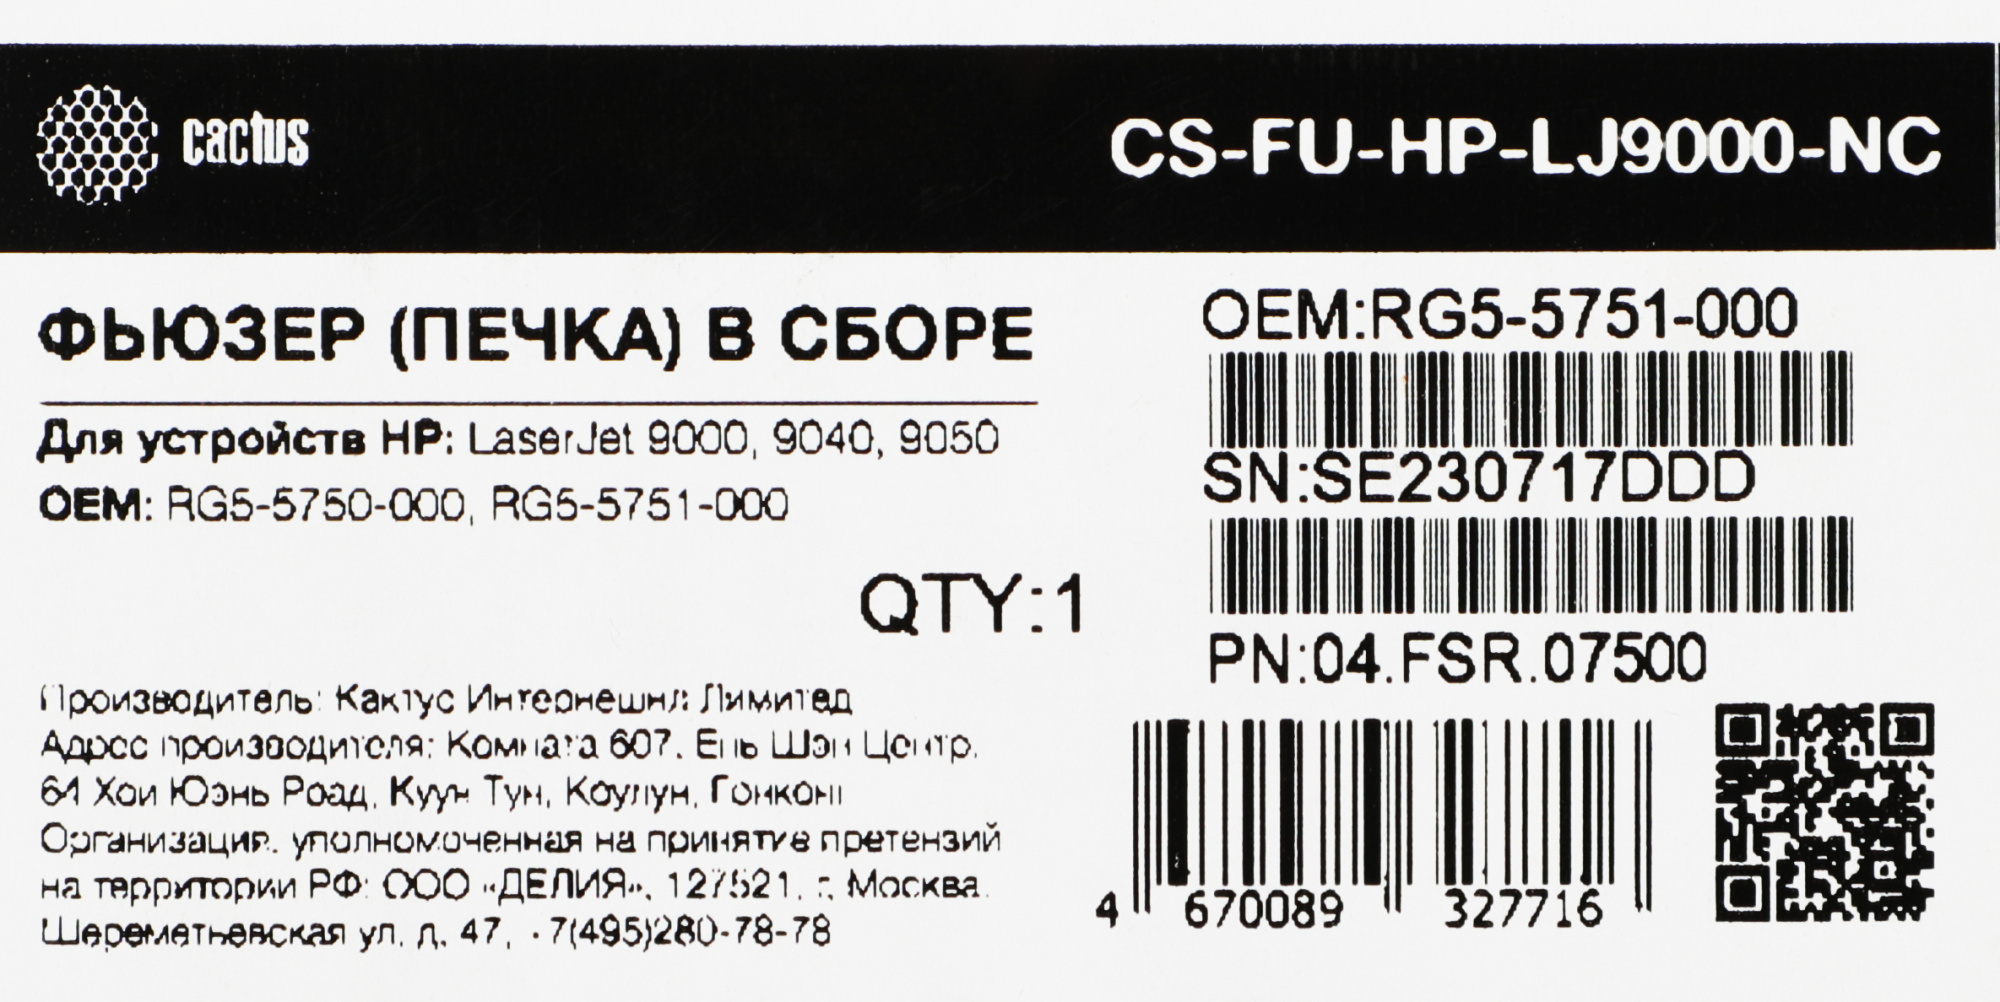 cactus
CS-FU-HP-LJ9000-NC
ФЬЮЗЕР (ПЕЧКА) В СБОРЕ
Для устройств HP: LaserJet 9000, 9040, 9050
OEM: RG5-5750-000, RG5-5751-000
QTY:1
Производитель: Кактус Интернешнл Лимитед
Адрес производителя: Комната 607, Ень Шэн Центр,
64 Хои Юэнь Роад, Куун Тун, Коулун, Гонконг
Организация, уполномоченная на принятие претензий
на территории РФ: ООО «ДЕЛИЯ», 127521, г. Москва,
Шереметьевская ул. д. 47, +7(495)280-78-78
OEM:RG5-5751-000
SN:SE230717DDD
PN:04.FSR.07500
4 670089 327716